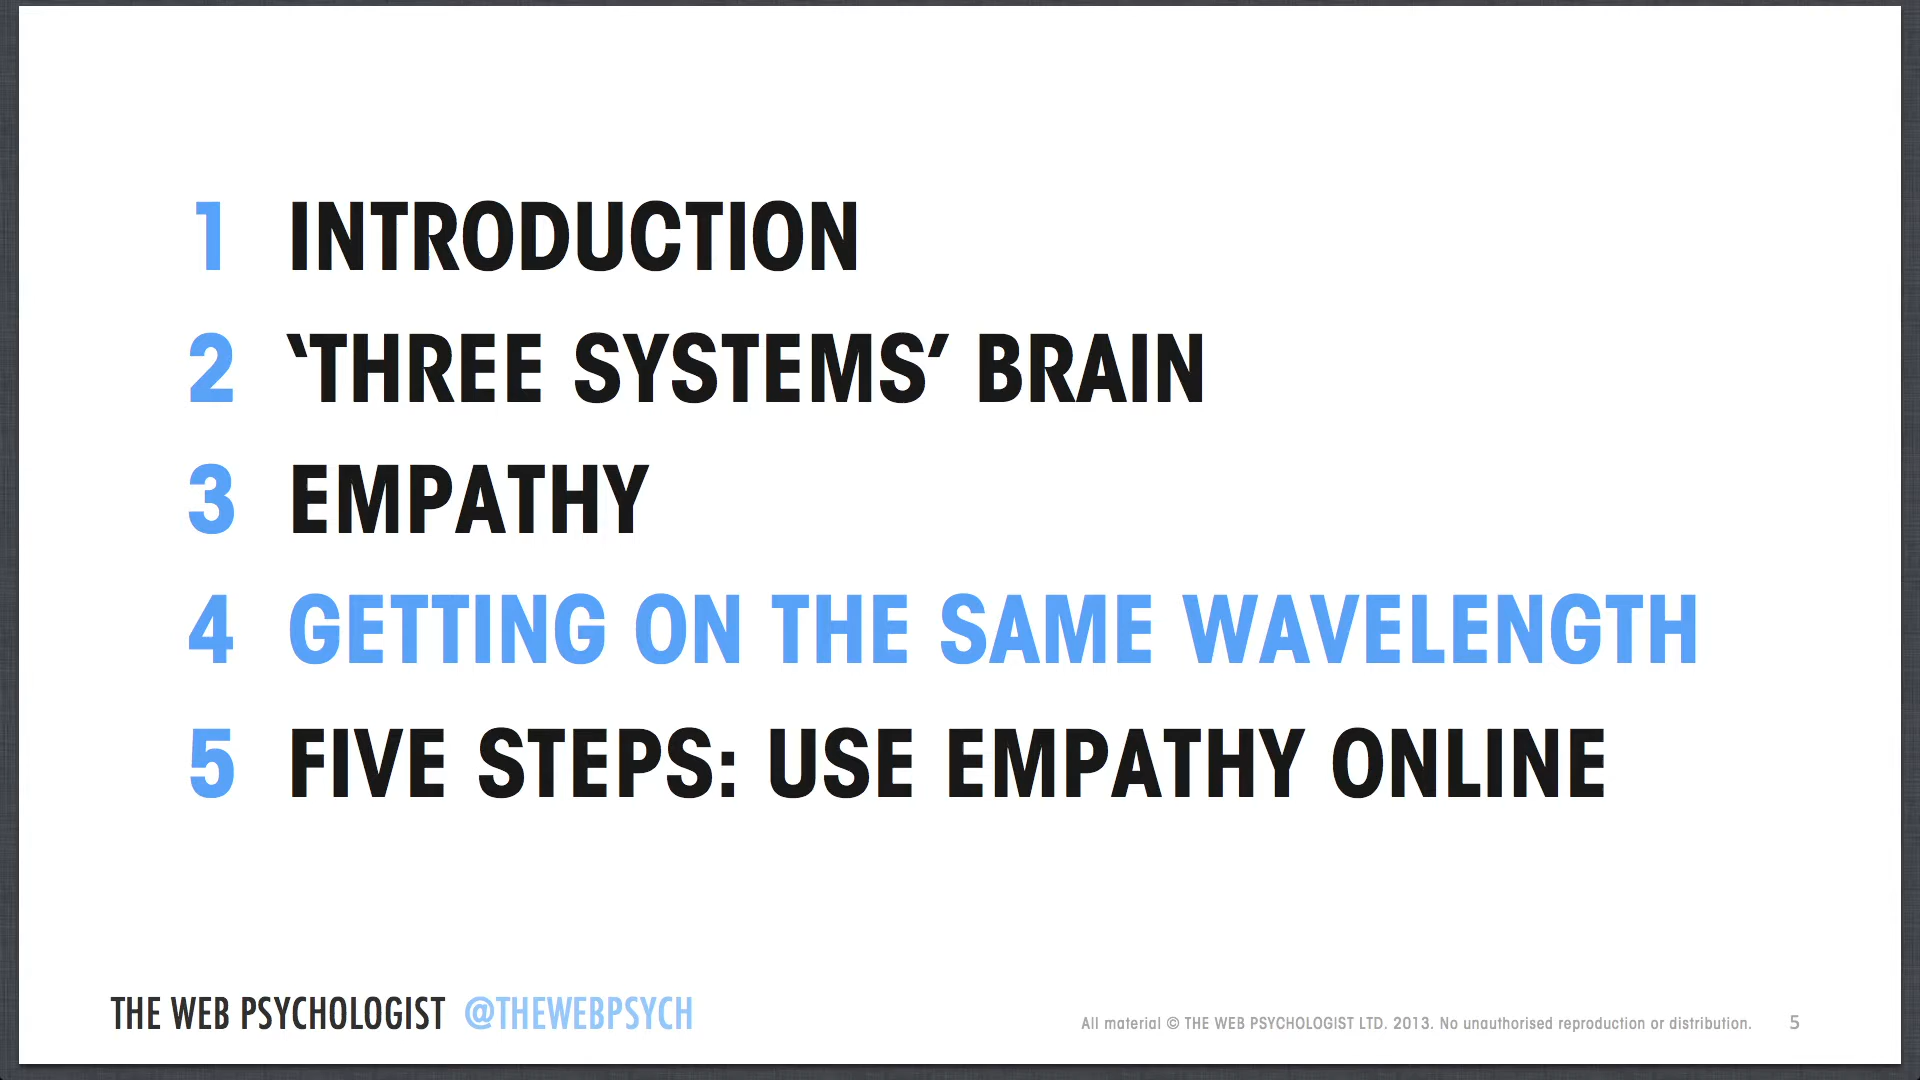 1 INTRODUCTION
2 ‘THREE SYSTEMS’ BRAIN
3 EMPATHY
4 GETTING ON THE SAME WAVELENGTH
5 FIVE STEPS: USE EMPATHY ONLINE
THE WEB PSYCHOLOGIST @THEWEBPSYCH
All material © THE WEB PSYCHOLOGIST LTD. 2013. No unauthorised reproduction or distribution. 5